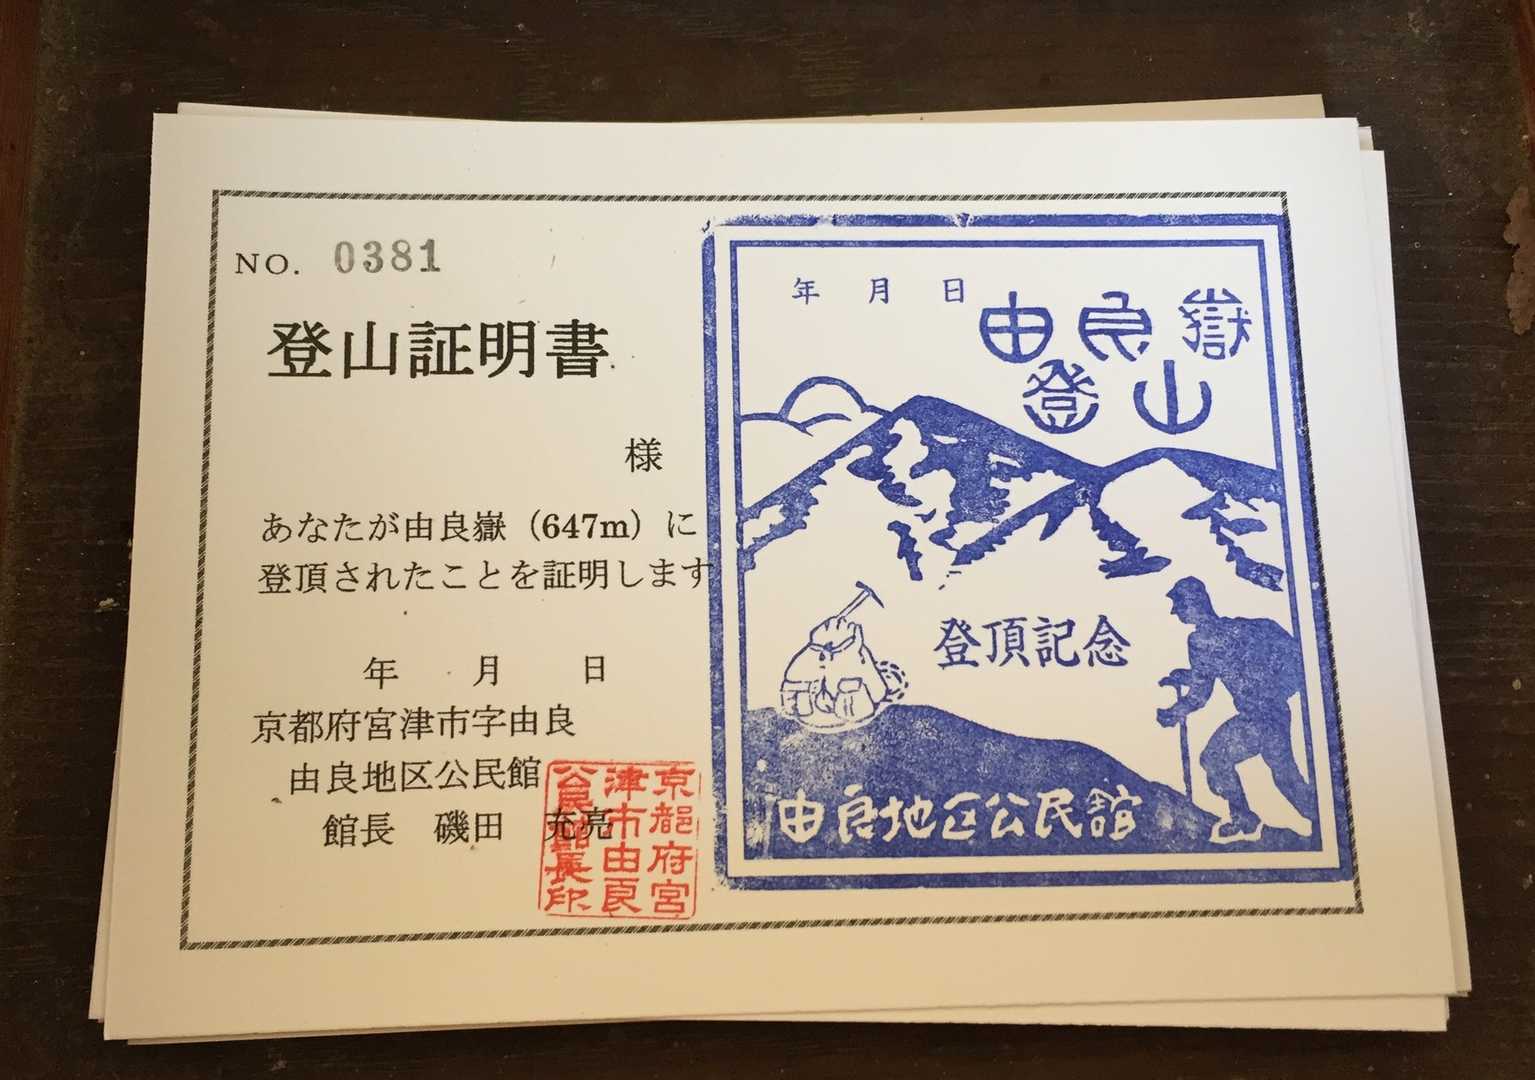 NO. 0381
登山証明書
様
あなたが由良嶽（647m）に
登頂されたことを証明します
年 月 日
京都府宮津市字由良
由良地区公民館
館長 磯田 充亮
京都府宮
津市由良
公民館長印
年 月 日
由良嶽
登山
登頂記念
由良地区公民館